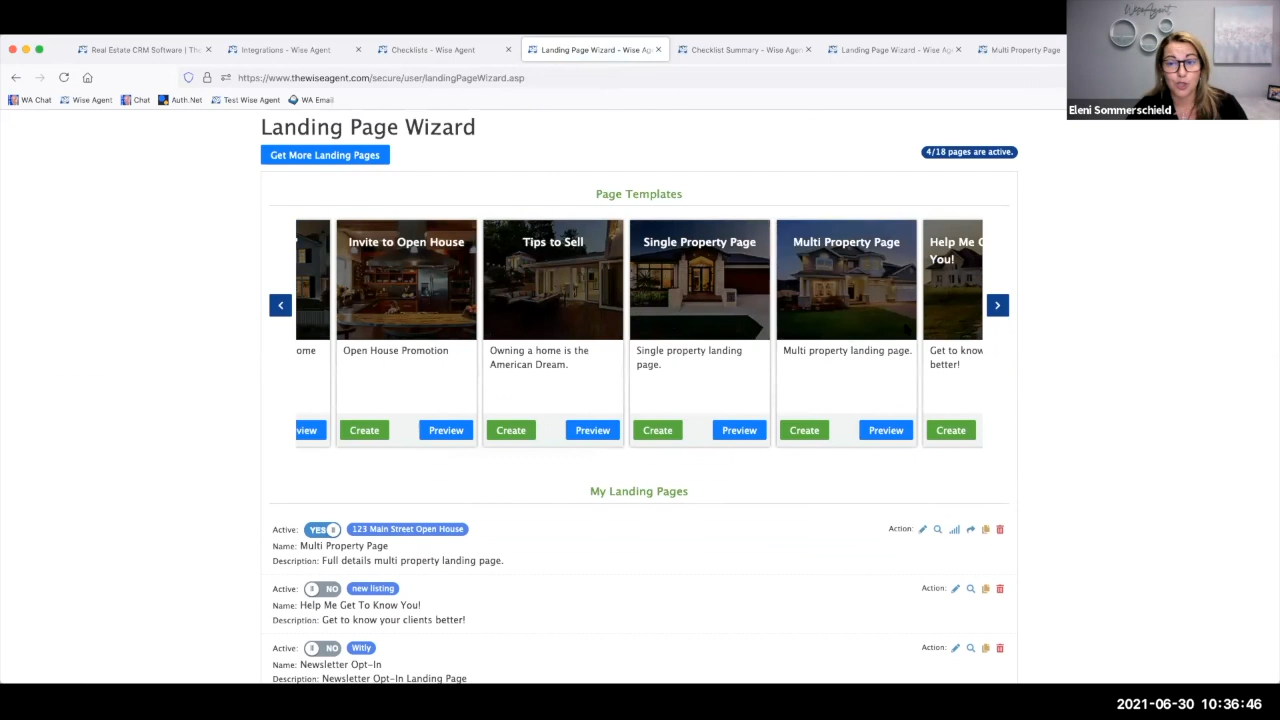 WiseAgent
Real Estate CRM Software | The
Integrations - Wise Agent
Checklists - Wise Agent
Landing Page Wizard - Wise Age
Checklist Summary - Wise Agent
Landing Page Wizard - Wise Age
Multi Property Page
https://www.thewiseagent.com/secure/user/landingPageWizard.asp
WA Chat
Wise Agent
Chat
Auth.Net
Test Wise Agent
WA Email
Eleni Sommerschield
Landing Page Wizard
Get More Landing Pages
4/18 pages are active.
Page Templates
Invite to Open House
Tips to Sell
Single Property Page
Multi Property Page
Help Me G
You!
ome
Open House Promotion
Owning a home is the
American Dream.
Single property landing
page.
Multi property landing page.
Get to know
better!
view
Create
Preview
Create
Preview
Create
Preview
Create
Preview
Create
My Landing Pages
Active: YES 123 Main Street Open House
Action:
Name: Multi Property Page
Description: Full details multi property landing page.
Active: NO new listing
Action:
Name: Help Me Get To Know You!
Description: Get to know your clients better!
Active: NO Witly
Action:
Name: Newsletter Opt-In
Description: Newsletter Opt-In Landing Page
2021-06-30 10:36:46